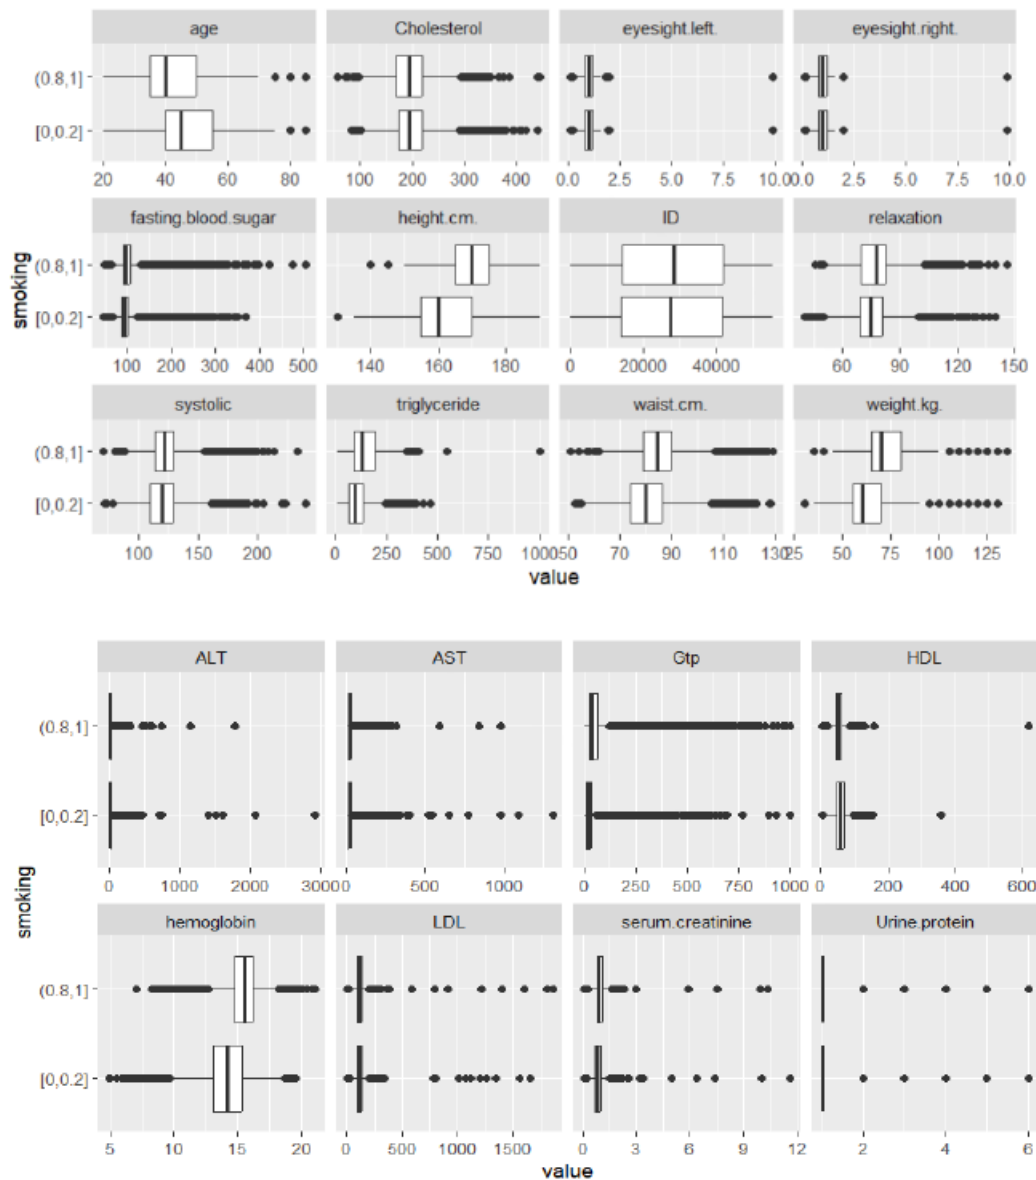 age Cholesterol eyesight.left. eyesight.right.
(0.8,1]
[0,0.2]
20 40 60 80 100 200 300 400 0.0 2.5 5.0 7.5 10.0 0.0 2.5 5.0 7.5 10.0
fasting.blood.sugar height.cm. ID relaxation
(0.8,1]
[0,0.2]
100 200 300 400 500 140 160 180 0 20000 40000 60 90 120 150
systolic triglyceride waist.cm. weight.kg.
(0.8,1]
[0,0.2]
100 150 200 0 250 500 750 1000 50 70 90 110 130 25 50 75 100 125
smoking
value
ALT AST Gtp HDL
(0.8,1]
[0,0.2]
0 1000 2000 3000 0 500 1000 0 250 500 750 1000 0 200 400 600
hemoglobin LDL serum.creatinine Urine.protein
(0.8,1]
[0,0.2]
5 10 15 20 0 500 1000 1500 0 3 6 9 12 2 4 6
smoking
value